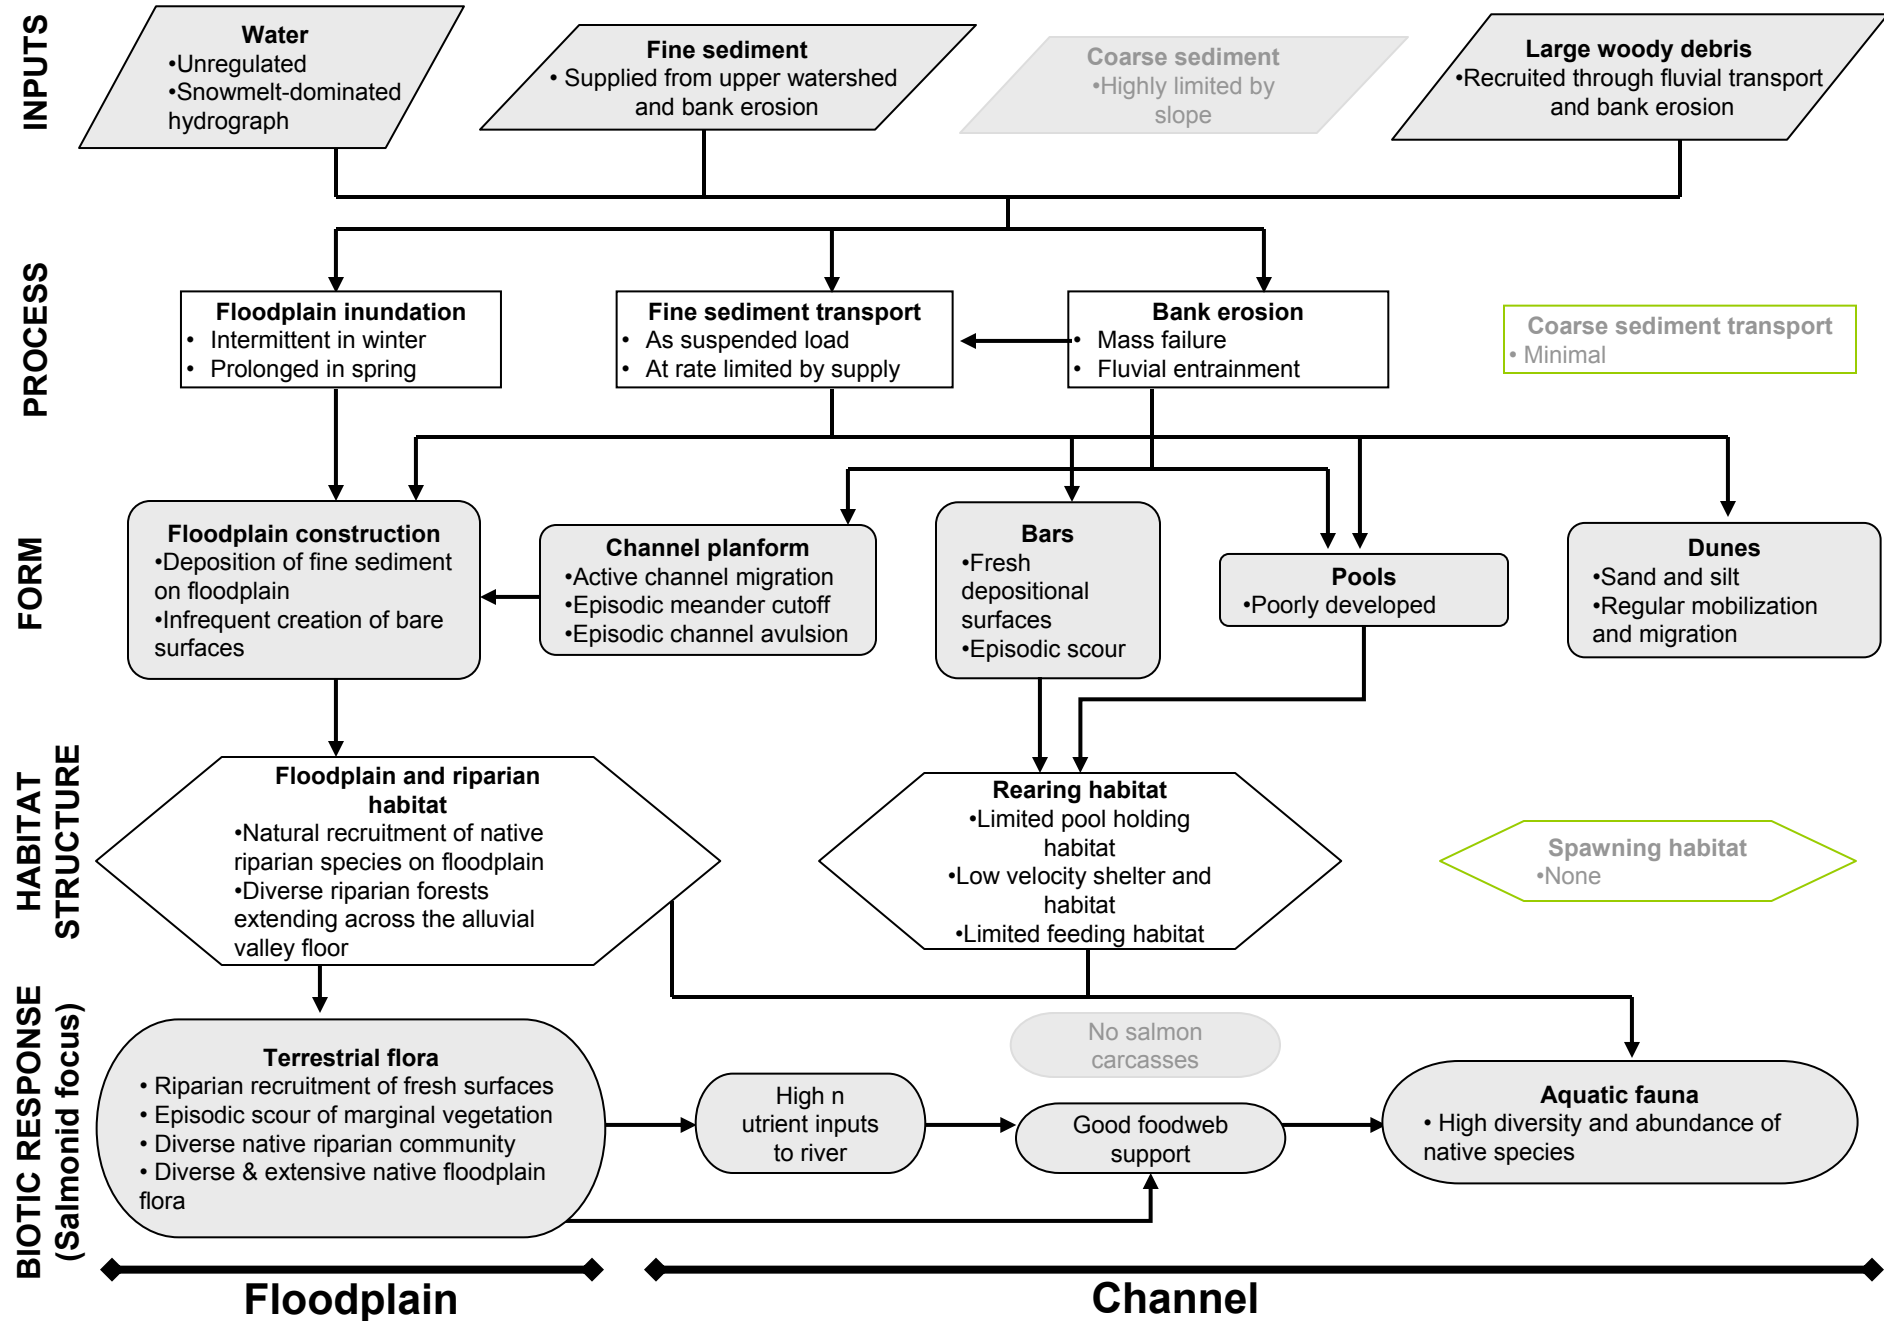 INPUTS
Water
•Unregulated
•Snowmelt-dominated
hydrograph
Fine sediment
• Supplied from upper watershed
and bank erosion
Coarse sediment
•Highly limited by
slope
Large woody debris
•Recruited through fluvial transport
and bank erosion
PROCESS
Floodplain inundation
• Intermittent in winter
• Prolonged in spring
Fine sediment transport
• As suspended load
• At rate limited by supply
Bank erosion
• Mass failure
• Fluvial entrainment
Coarse sediment transport
• Minimal
FORM
Floodplain construction
•Deposition of fine sediment
on floodplain
•Infrequent creation of bare
surfaces
Channel planform
•Active channel migration
•Episodic meander cutoff
•Episodic channel avulsion
Bars
•Fresh
depositional
surfaces
•Episodic scour
Pools
•Poorly developed
Dunes
•Sand and silt
•Regular mobilization
and migration
HABITAT
STRUCTURE
Floodplain and riparian
habitat
•Natural recruitment of native
riparian species on floodplain
•Diverse riparian forests
extending across the alluvial
valley floor
Rearing habitat
•Limited pool holding
habitat
•Low velocity shelter and
habitat
•Limited feeding habitat
Spawning habitat
•None
BIOTIC RESPONSE
(Salmonid focus)
Terrestrial flora
• Riparian recruitment of fresh surfaces
• Episodic scour of marginal vegetation
• Diverse native riparian community
• Diverse & extensive native floodplain
flora
High n
utrient inputs
to river
No salmon
carcasses
Good foodweb
support
Aquatic fauna
• High diversity and abundance of
native species
Floodplain
Channel